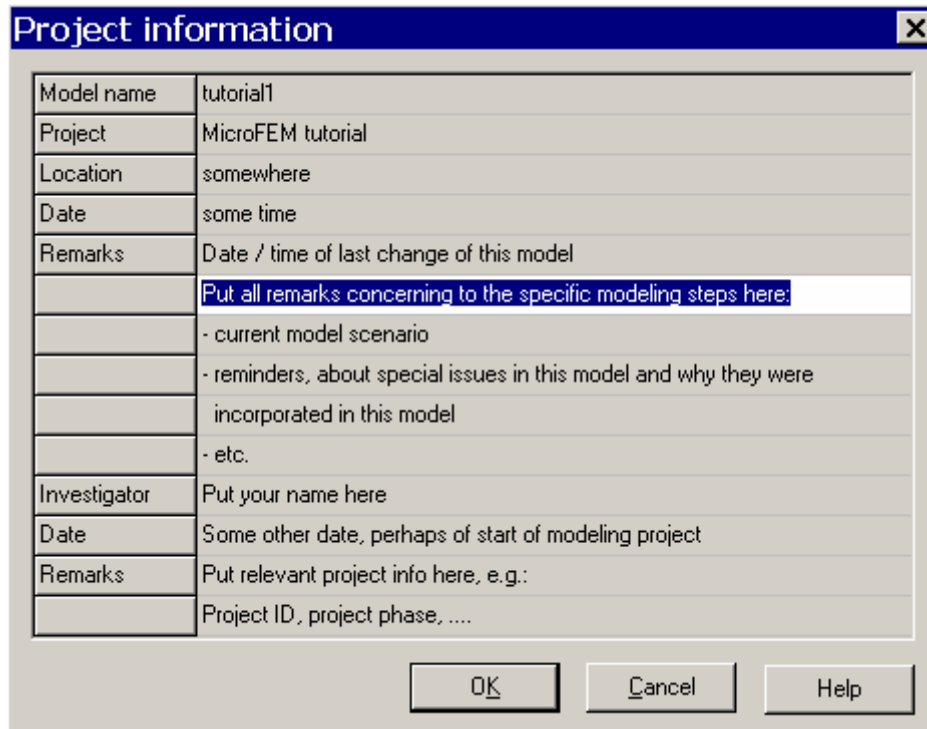 Project information
Model name tutorial1
Project MicroFEM tutorial
Location somewhere
Date some time
Remarks Date / time of last change of this model
Put all remarks concerning to the specific modeling steps here:
- current model scenario
- reminders, about special issues in this model and why they were
incorporated in this model
- etc.
Investigator Put your name here
Date Some other date, perhaps of start of modeling project
Remarks Put relevant project info here, e.g.:
Project ID, project phase, ....
OK Cancel Help